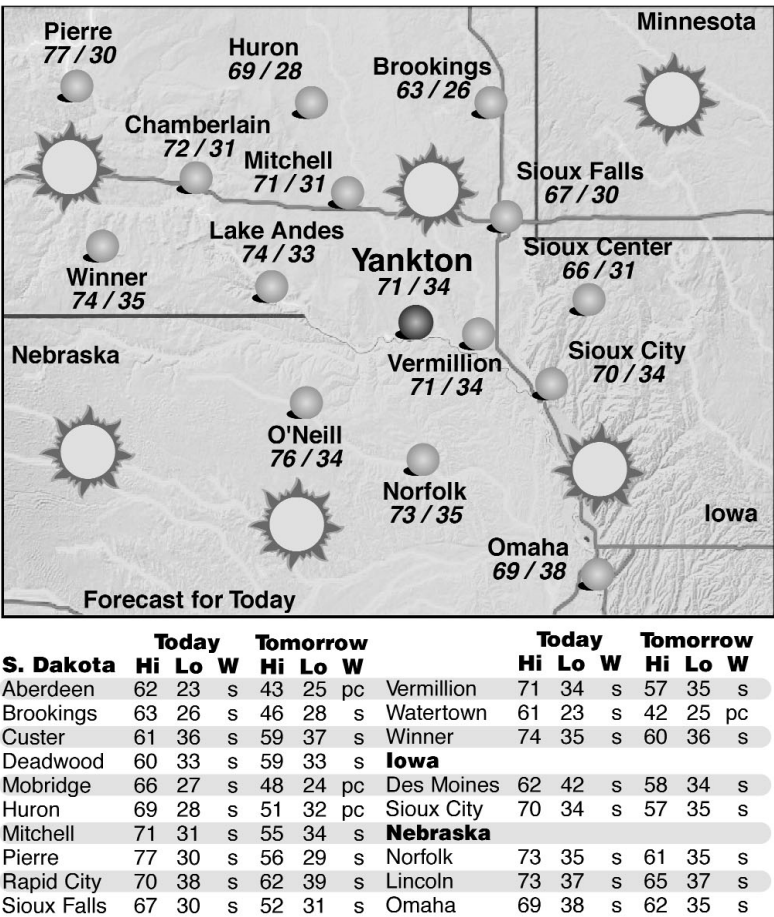 Minnesota
Pierre
77 / 30
Huron
69 / 28
Brookings
63 / 26
Chamberlain
72 / 31
Mitchell
71 / 31
Sioux Falls
67 / 30
Lake Andes
74 / 33
Yankton
71 / 34
Sioux Center
66 / 31
Winner
74 / 35
Nebraska
Vermillion
71 / 34
Sioux City
70 / 34
O'Neill
76 / 34
Norfolk
73 / 35
Iowa
Omaha
69 / 38
Forecast for Today
Today Tomorrow
S. Dakota Hi Lo W Hi Lo W
Aberdeen 62 23 s 43 25 pc
Brookings 63 26 s 46 28 s
Custer 61 36 s 59 37 s
Deadwood 60 33 s 59 33 s
Mobridge 66 27 s 48 24 pc
Huron 69 28 s 51 32 pc
Mitchell 71 31 s 55 34 s
Pierre 77 30 s 56 29 s
Rapid City 70 38 s 62 39 s
Sioux Falls 67 30 s 52 31 s
Today Tomorrow
Hi Lo W Hi Lo W
Vermillion 71 34 s 57 35 s
Watertown 61 23 s 42 25 pc
Winner 74 35 s 60 36 s
Iowa
Des Moines 62 42 s 58 34 s
Sioux City 70 34 s 57 35 s
Nebraska
Norfolk 73 35 s 61 35 s
Lincoln 73 37 s 65 37 s
Omaha 69 38 s 62 35 s